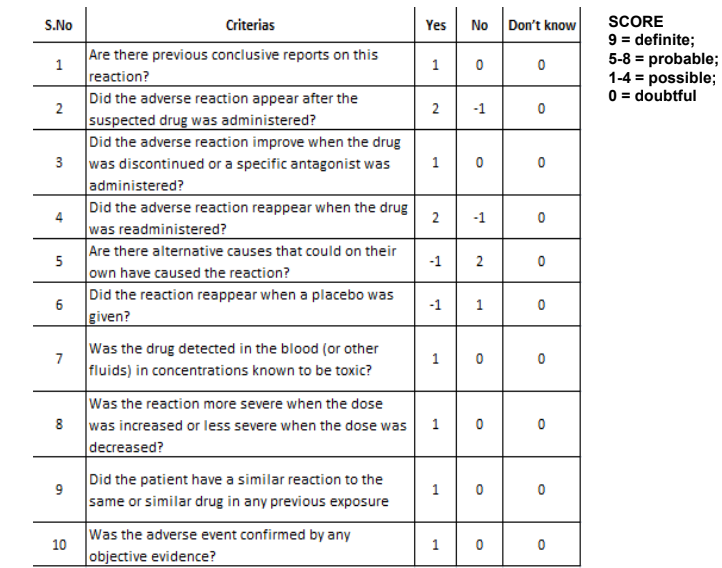 S.No Criterias Yes No Don't know
1 Are there previous conclusive reports on this reaction? 1 0 0
2 Did the adverse reaction appear after the suspected drug was administered? 2 -1 0
3 Did the adverse reaction improve when the drug was discontinued or a specific antagonist was administered? 1 0 0
4 Did the adverse reaction reappear when the drug was readministered? 2 -1 0
5 Are there alternative causes that could on their own have caused the reaction? -1 2 0
6 Did the reaction reappear when a placebo was given? -1 1 0
7 Was the drug detected in the blood (or other fluids) in concentrations known to be toxic? 1 0 0
8 Was the reaction more severe when the dose was increased or less severe when the dose was decreased? 1 0 0
9 Did the patient have a similar reaction to the same or similar drug in any previous exposure 1 0 0
10 Was the adverse event confirmed by any objective evidence? 1 0 0
SCORE
9 = definite;
5-8 = probable;
1-4 = possible;
0 = doubtful